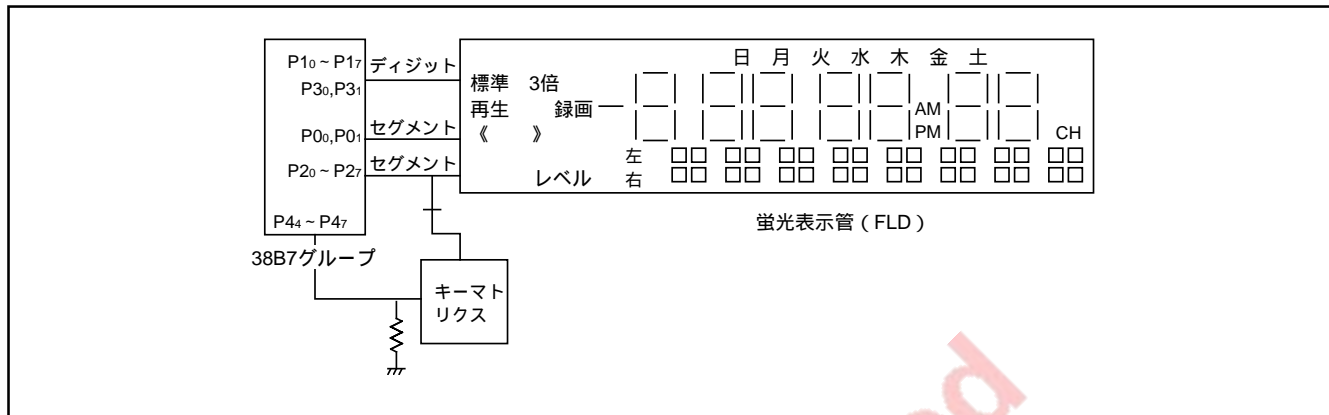 日 月 火 水 木 金 土
P10 ~ P17 ディジット
P30,P31
標準 3倍
再生 録画
AM
P00,P01 セグメント
《 》
PM CH
P20 ~ P27 セグメント
左
レベル 右
P44 ~ P47
蛍光表示管(FLD)
38B7グループ
キーマト
リクス